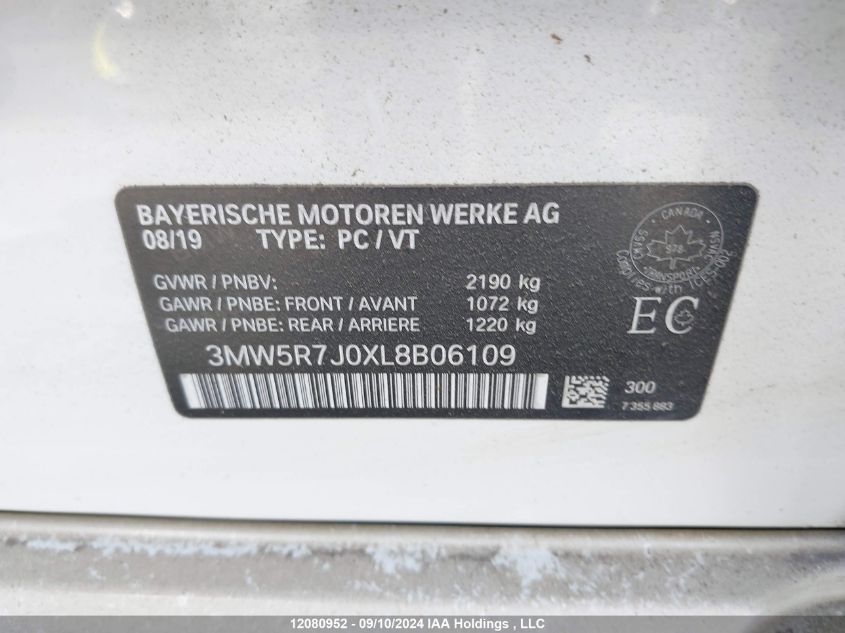 BAYERISCHE MOTOREN WERKE AG
08/19 TYPE: PC / VT
GVWR / PNBV: 2190 kg
GAWR / PNBE: FRONT / AVANT 1072 kg
GAWR / PNBE: REAR / ARRIERE 1220 kg
3MW5R7J0XL8B06109
300
7 355 883
CANADA
978
TRANSPORT
EC
12080952 - 09/10/2024 IAA Holdings , LLC